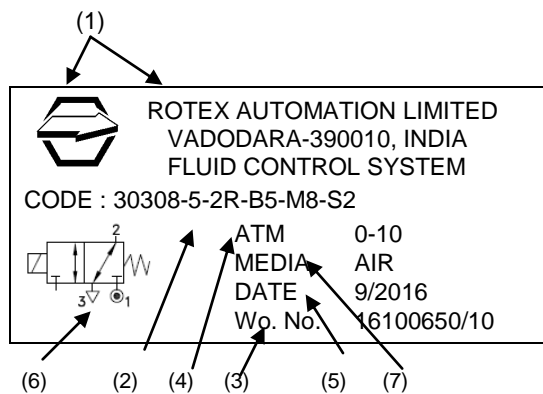 (1)
ROTEX AUTOMATION LIMITED
VADODARA-390010, INDIA
FLUID CONTROL SYSTEM
CODE : 30308-5-2R-B5-M8-S2
2
3
1
ATM 0-10
MEDIA AIR
DATE 9/2016
Wo. No. 16100650/10
(6) (2) (4) (3) (5) (7)